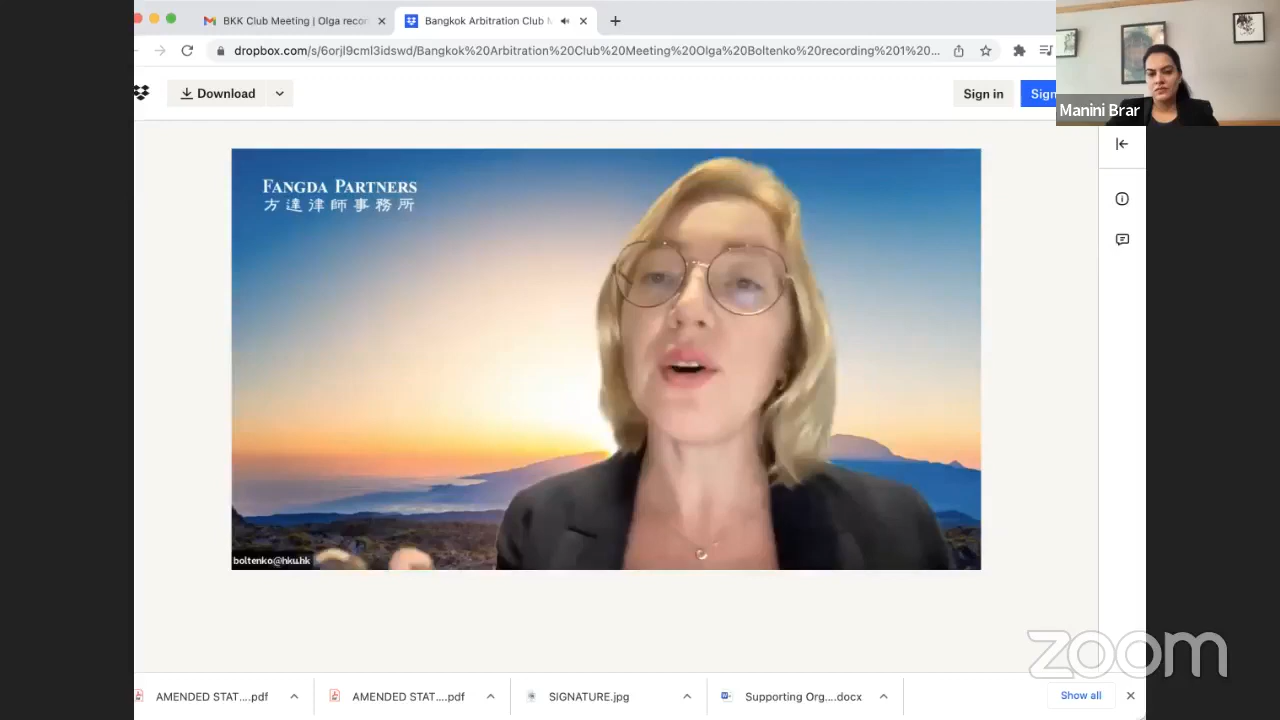 BKK Club Meeting | Olga recor
Bangkok Arbitration Club M
dropbox.com/s/6orjl9cml3idswd/Bangkok%20Arbitration%20Club%20Meeting%20Olga%20Boltenko%20recording%201%20...
Download
Sign in
Sign
Manini Brar
FANGDA PARTNERS
方達律師事務所
boltenko@hku.hk
zoom
AMENDED STAT....pdf
AMENDED STAT....pdf
SIGNATURE.jpg
Supporting Org....docx
Show all